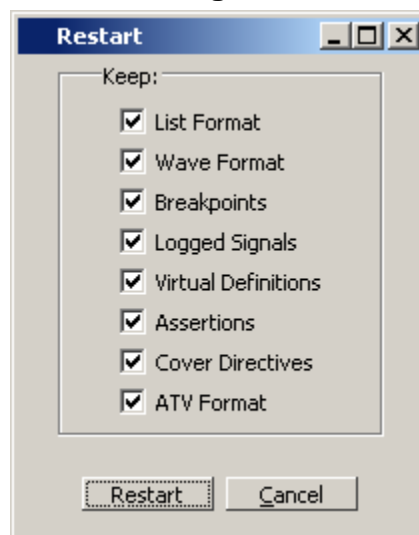 Restart
Keep:
List Format
Wave Format
Breakpoints
Logged Signals
Virtual Definitions
Assertions
Cover Directives
ATV Format
Restart Cancel